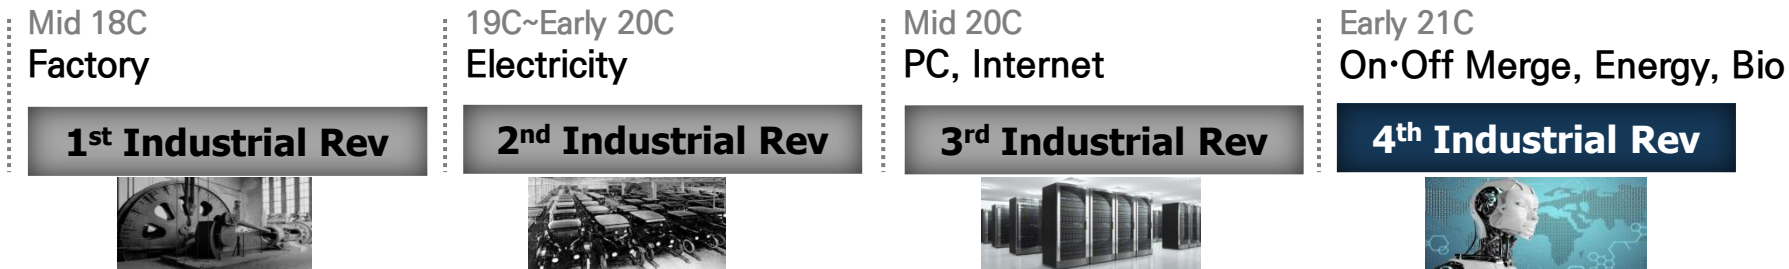 Mid 18C
Factory
1st Industrial Rev
19C~Early 20C
Electricity
2nd Industrial Rev
Mid 20C
PC, Internet
3rd Industrial Rev
Early 21C
On·Off Merge, Energy, Bio
4th Industrial Rev